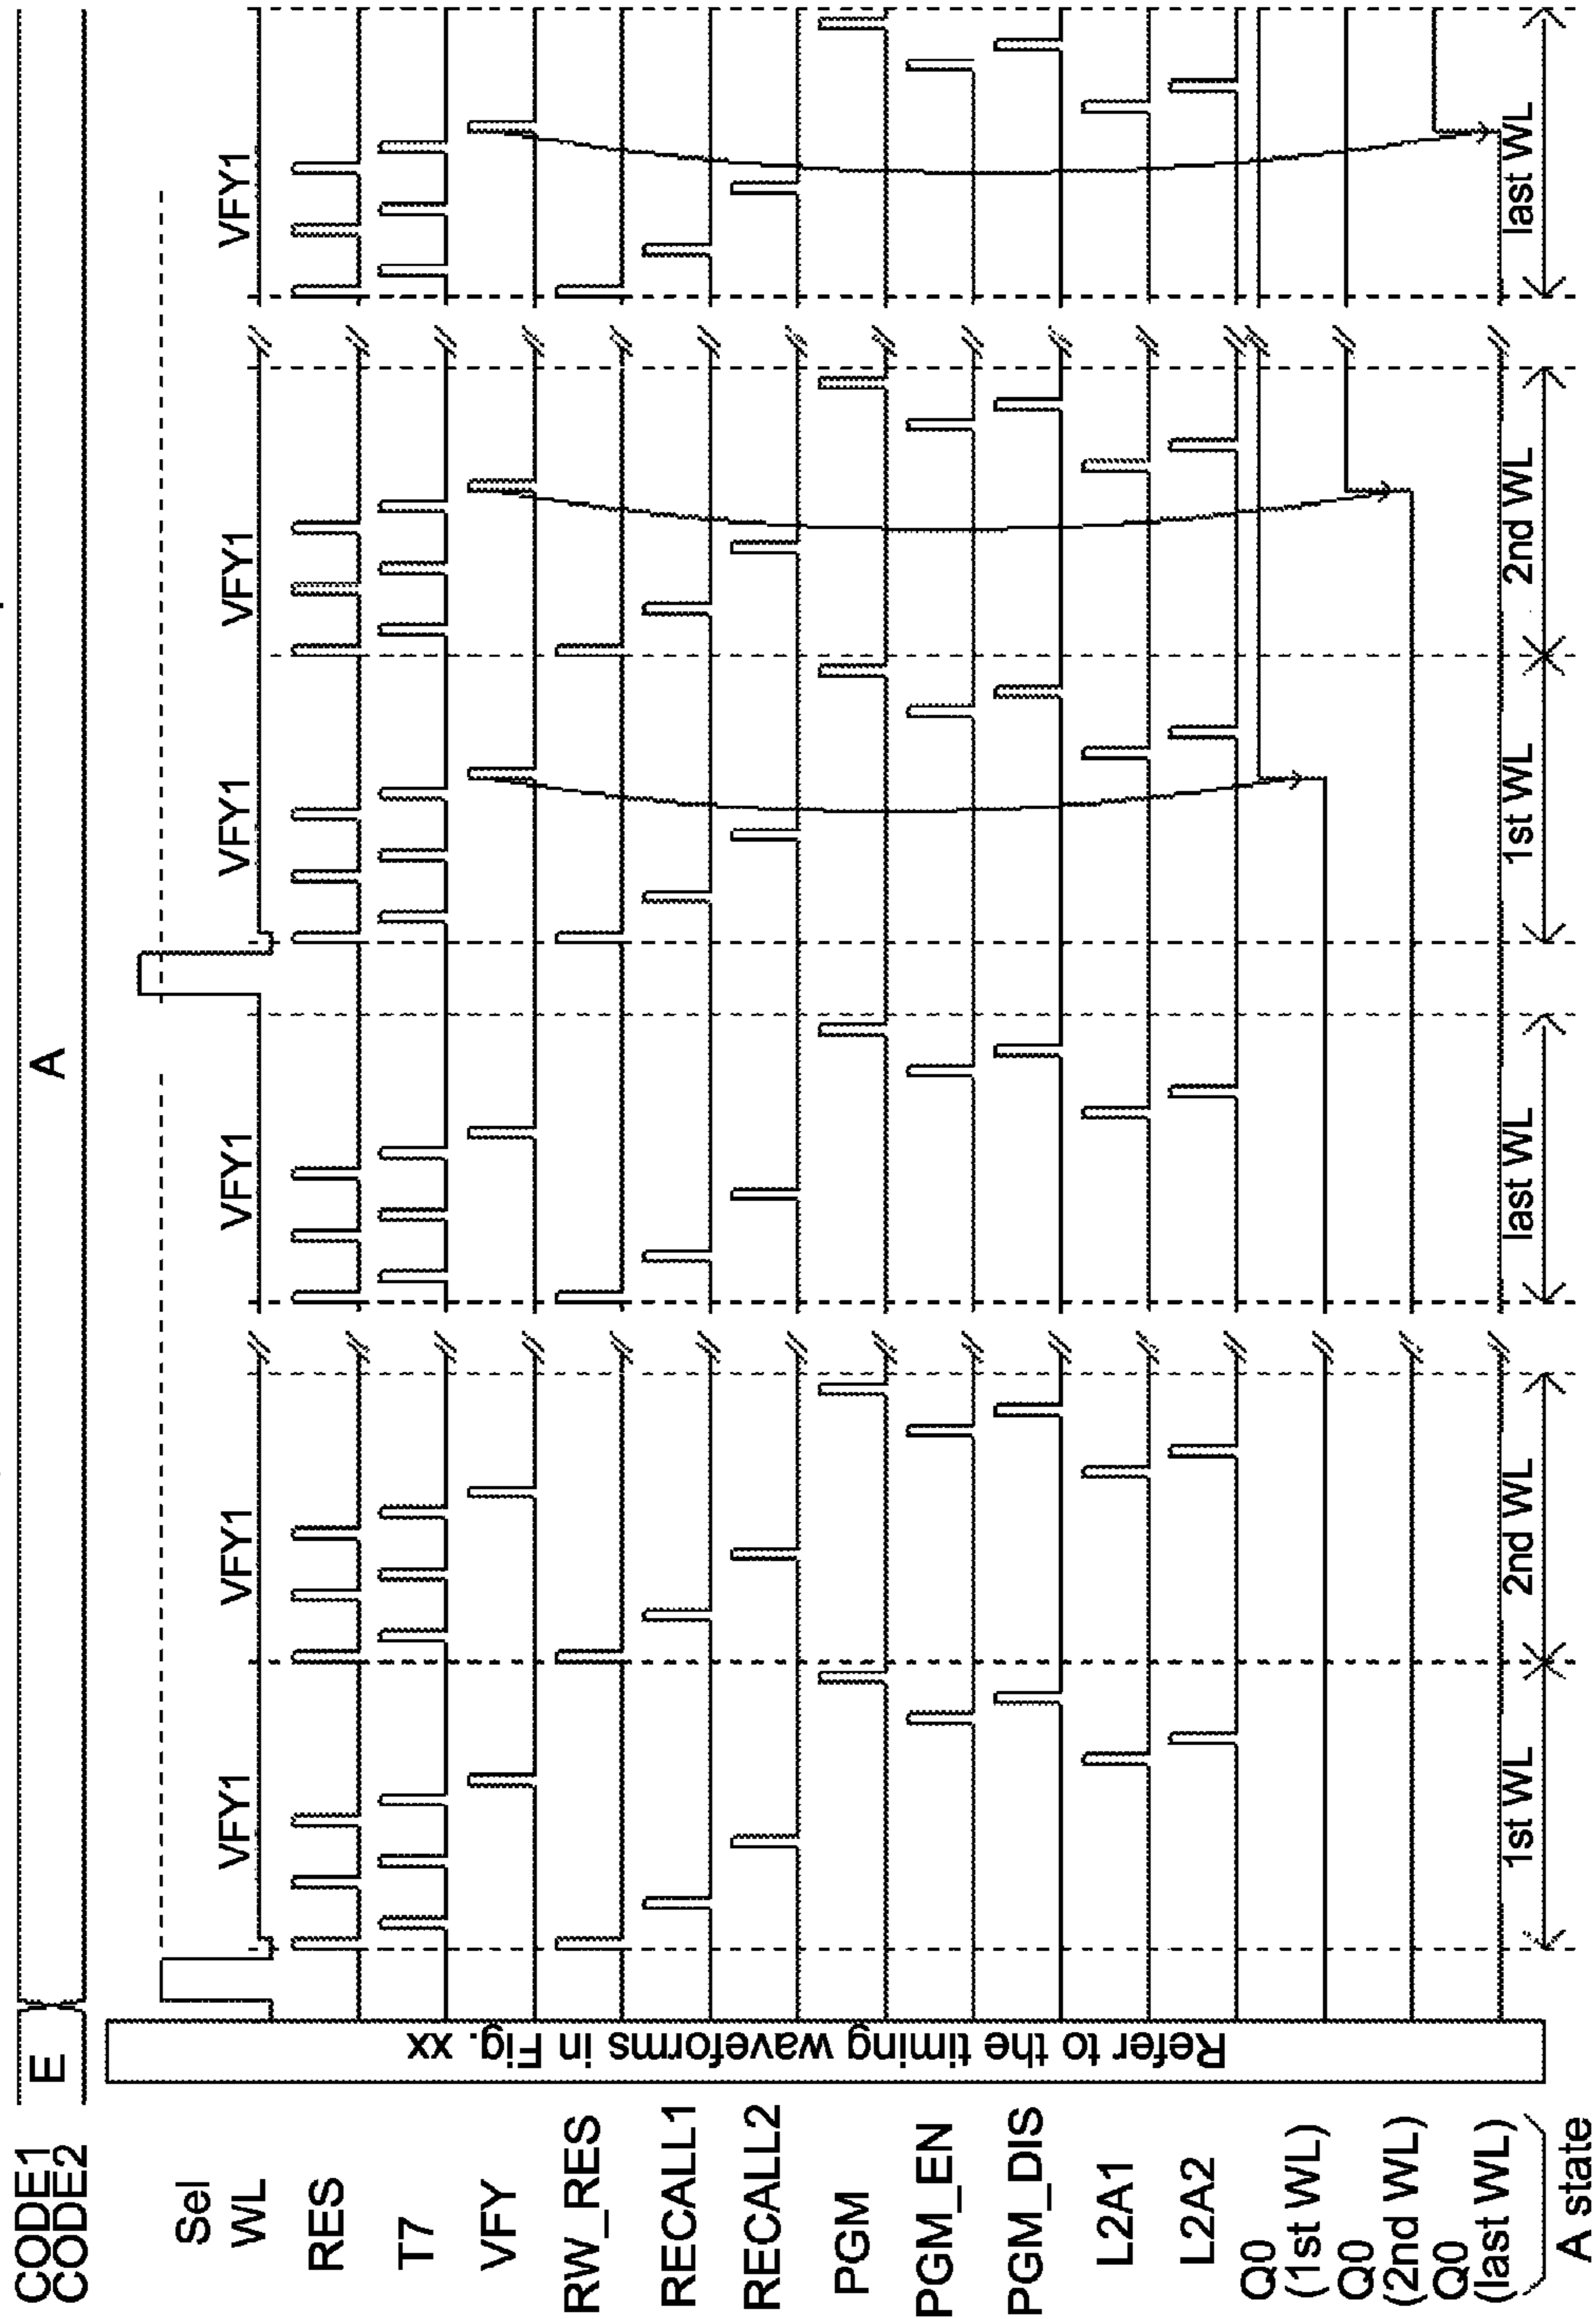 CODE1
CODE2
E
A
Sel
WL
VFY1
VFY1
VFY1
VFY1
VFY1
VFY1
RES
T7
VFY
RW_RES
RECALL1
RECALL2
PGM
PGM_EN
PGM_DIS
L2A1
L2A2
Q0
(1st WL)
Q0
(2nd WL)
Q0
(last WL)
A state
Refer to the timing waveforms in Fig. xx
1st WL
2nd WL
last WL
1st WL
2nd WL
last WL